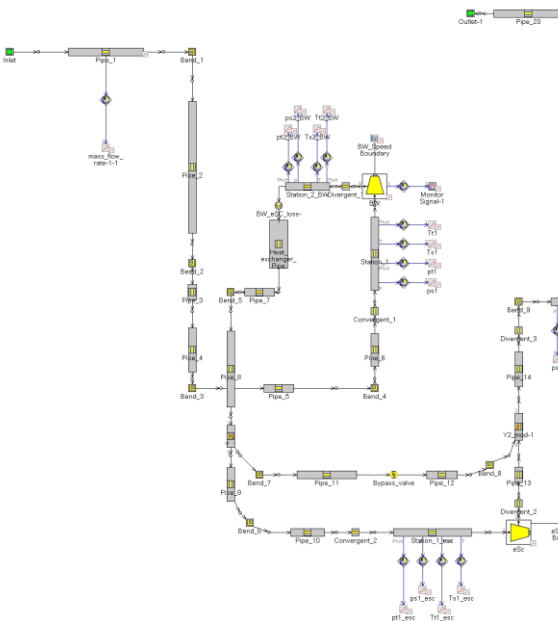 Outlet-1
Pipe_20
Inlet
Pipe_1
Bend_1
mass_flow_
rate-1-1
ps2_BW
Tt2_BW
pt2_BW
Ts2_BW
BW_Speed
Boundary
Pipe_2
Station_2_BW
Divergent_
BW
Monitor
Signal-1
BW_eSC_loss-
Tt1
Ts1
Heat_
exchanger_
Pipe
Station_1
pt1
ps1
Bend_2
Pipe_3
Bend_5
Pipe_7
Convergent_1
Bend_9
Divergent_3
Pipe_4
Pipe_8
Pipe_6
Pipe_14
Bend_3
Pipe_5
Bend_4
Y2_mod-1
Bend_7
Pipe_11
Bypass_valve
Pipe_12
Bend_8
Pipe_13
Pipe_9
Divergent_2
Pipe_10
Convergent_2
Station_1_esc
eSc
ps1_esc
Ts1_esc
pt1_esc
Tt1_esc